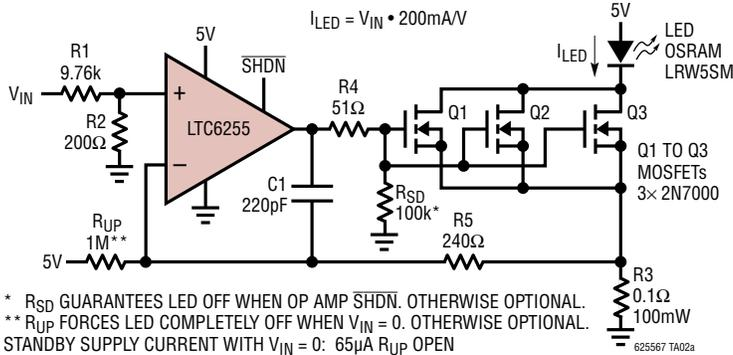 I_LED = V_IN • 200mA/V
5V
5V
LED
OSRAM
LRW5SM
I_LED
R1
9.76k
SHDN
V_IN
R4
51Ω
+
LTC6255
−
R2
200Ω
Q1
Q2
Q3
Q1 TO Q3
MOSFETs
3× 2N7000
C1
220pF
R_SD
100k*
R_UP
1M**
5V
R5
240Ω
R3
0.1Ω
100mW
* R_SD GUARANTEES LED OFF WHEN OP AMP SHDN. OTHERWISE OPTIONAL.
** R_UP FORCES LED COMPLETELY OFF WHEN V_IN = 0. OTHERWISE OPTIONAL.
STANDBY SUPPLY CURRENT WITH V_IN = 0: 65μA R_UP OPEN
625567 TA02a